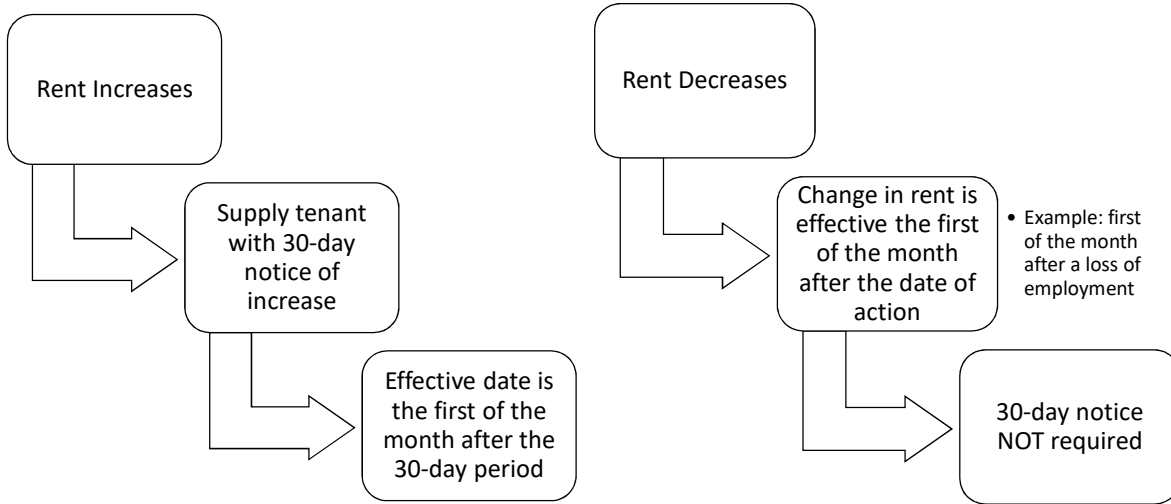 Rent Increases
Supply tenant
with 30-day
notice of
increase
Effective date is
the first of the
month after the
30-day period
Rent Decreases
Change in rent is
effective the first
of the month
after the date of
action
• Example: first
of the month
after a loss of
employment
30-day notice
NOT required